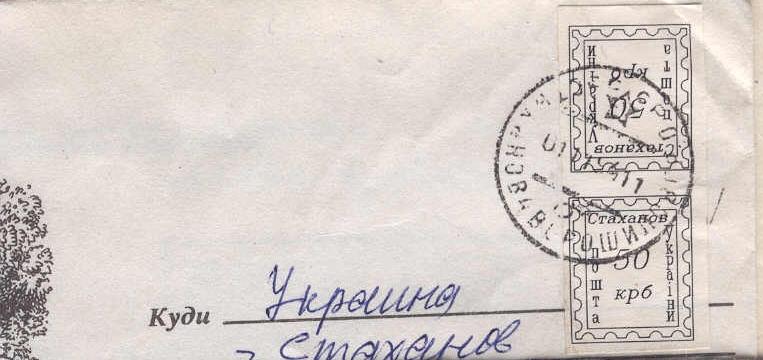 Стаханов
50
крб
пошта
України
Стаханов
50
крб
пошта
України
Куди Украина
Стаханов